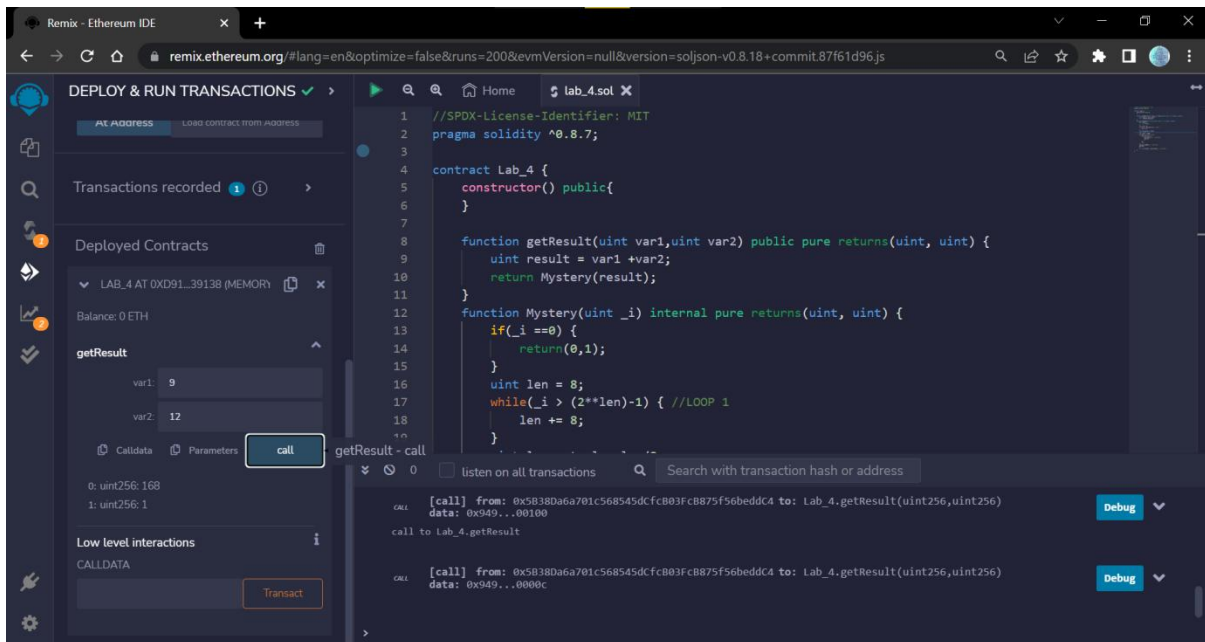 Remix - Ethereum IDE
remix.ethereum.org/#lang=en&optimize=false&runs=200&evmVersion=null&version=soljson-v0.8.18+commit.87f61d96.js
DEPLOY & RUN TRANSACTIONS
At Address Load contract from Address
Transactions recorded 1 i
Deployed Contracts
LAB_4 AT 0XD91...39138 (MEMORY
Balance: 0 ETH
getResult
var1: 9
var2: 12
Calldata Parameters call
getResult - call
0: uint256: 168
1: uint256: 1
Low level interactions i
CALLDATA
Transact
1
2
Home lab_4.sol
1 //SPDX-License-Identifier: MIT
2 pragma solidity ^0.8.7;
3
4 contract Lab_4 {
5 constructor() public{
6 }
7
8 function getResult(uint var1,uint var2) public pure returns(uint, uint) {
9 uint result = var1 +var2;
10 return Mystery(result);
11 }
12 function Mystery(uint _i) internal pure returns(uint, uint) {
13 if(_i ==0) {
14 return(0,1);
15 }
16 uint len = 8;
17 while(_i > (2**len)-1) { //LOOP 1
18 len += 8;
19 }
0 listen on all transactions Search with transaction hash or address
CALL [call] from: 0x5B38Da6a701c568545dCfcB03FcB875f56beddC4 to: Lab_4.getResult(uint256,uint256)
data: 0x949...00100
Debug
call to Lab_4.getResult
CALL [call] from: 0x5B38Da6a701c568545dCfcB03FcB875f56beddC4 to: Lab_4.getResult(uint256,uint256)
data: 0x949...0000c
Debug
>